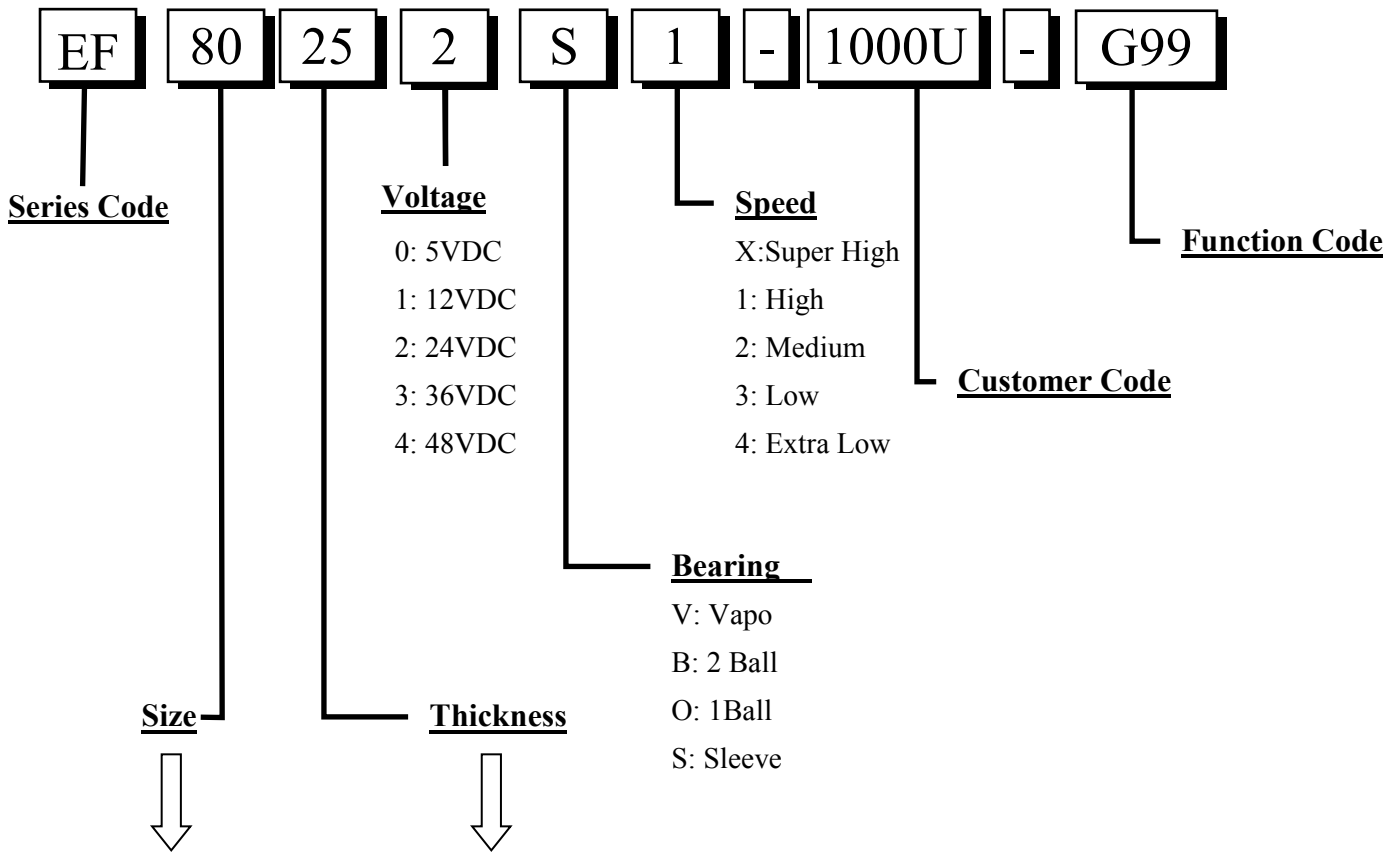 EF 80 25 2 S 1 - 1000U - G99
Series Code
Voltage
0: 5VDC
1: 12VDC
2: 24VDC
3: 36VDC
4: 48VDC
Speed
X:Super High
1: High
2: Medium
3: Low
4: Extra Low
Function Code
Customer Code
Bearing
V: Vapo
B: 2 Ball
O: 1Ball
S: Sleeve
Size
Thickness